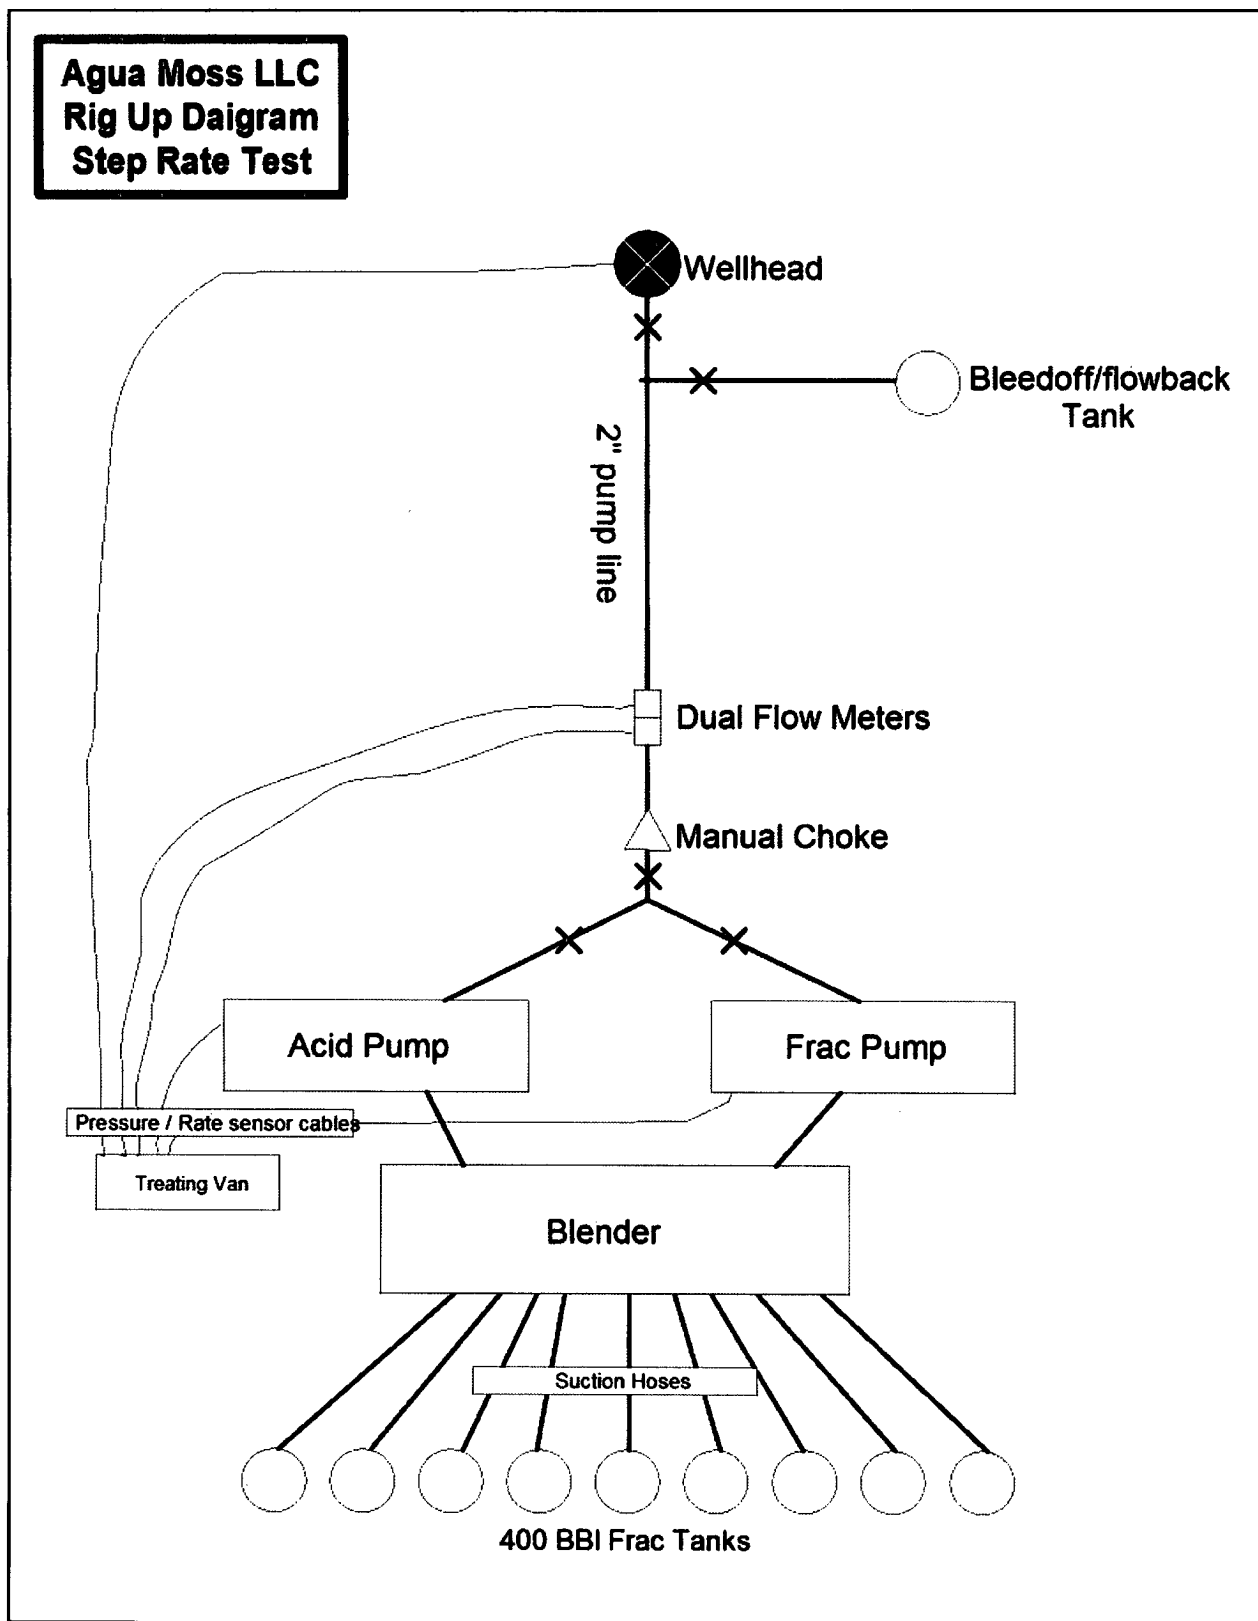 Agua Moss LLC
Rig Up Daigram
Step Rate Test
Wellhead
Bleedoff/flowback
Tank
2" pump line
Dual Flow Meters
Manual Choke
Acid Pump
Frac Pump
Pressure / Rate sensor cables
Treating Van
Blender
Suction Hoses
400 BBl Frac Tanks